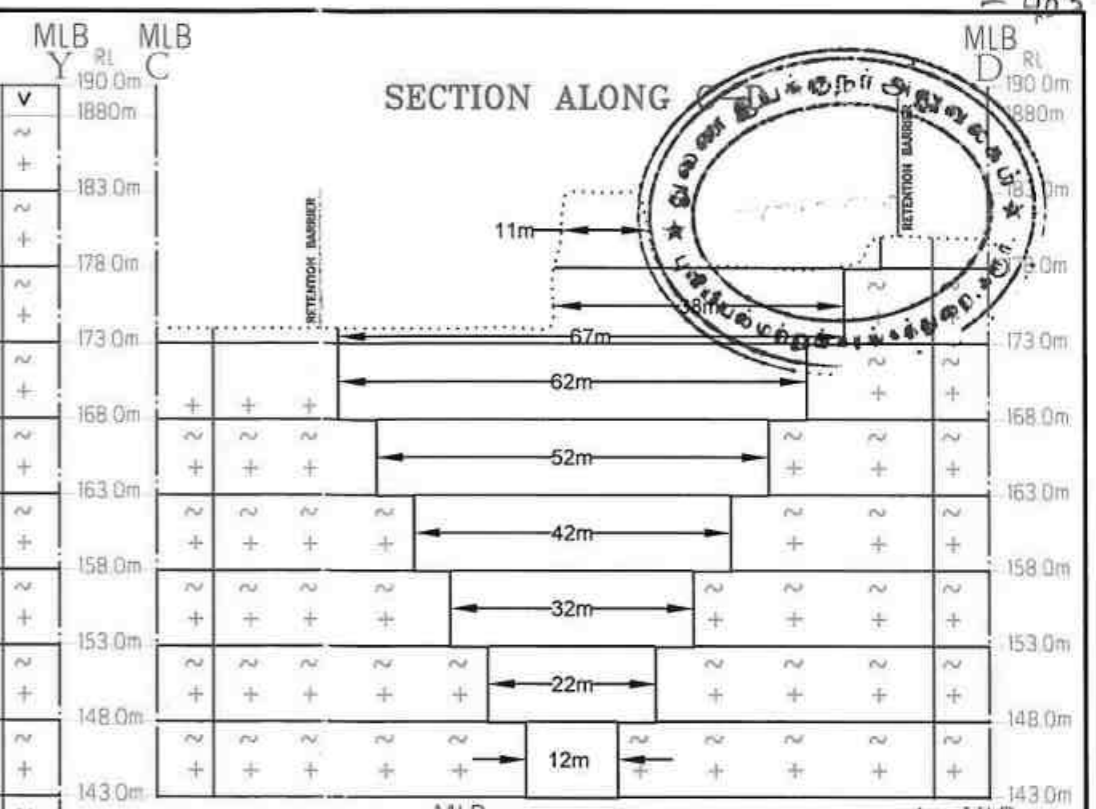 MLB MLB MLB
Y RL C D RL
190.0m 190.0m
SECTION ALONG
V 1880m 1880m
183.0m
RETENTION BARRIER RETENTION BARRIER
11m
178.0m
38m
173.0m 67m 173.0m
62m
168.0m 168.0m
52m
163.0m 163.0m
42m
158.0m 158.0m
32m
153.0m 153.0m
22m
148.0m 148.0m
12m
143.0m 143.0m